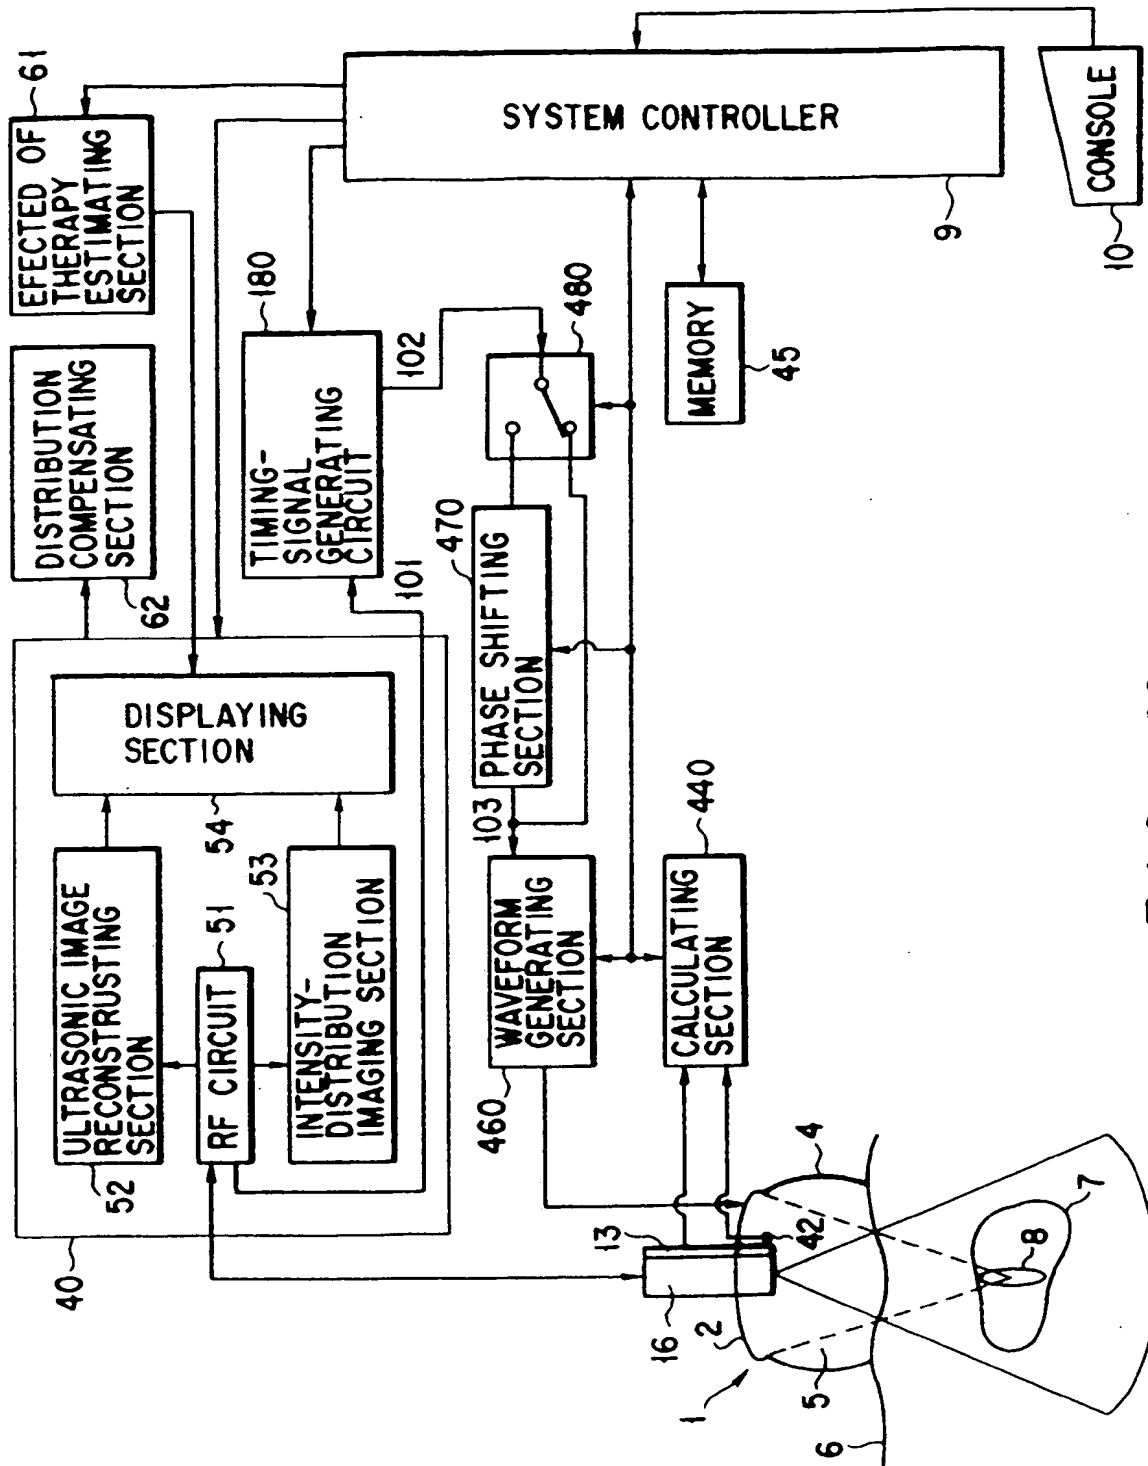 61
EFECTED OF
THERAPY
ESTIMATING
SECTION
DISTRIBUTION
COMPENSATING
SECTION
62
SYSTEM CONTROLLER
9
CONSOLE
10
180
TIMING-
SIGNAL
GENERATING
CIRCUIT
102
101
480
MEMORY
45
DISPLAYING
SECTION
54
ULTRASONIC IMAGE
RECONSTRUSTING
SECTION
52
51
RF CIRCUIT
53
INTENSITY-
DISTRIBUTION
IMAGING SECTION
40
470
PHASE SHIFTING
SECTION
103
WAVEFORM
GENERATING
SECTION
460
440
CALCULATING
SECTION
13
16
2
1
42
4
5
6
7
8